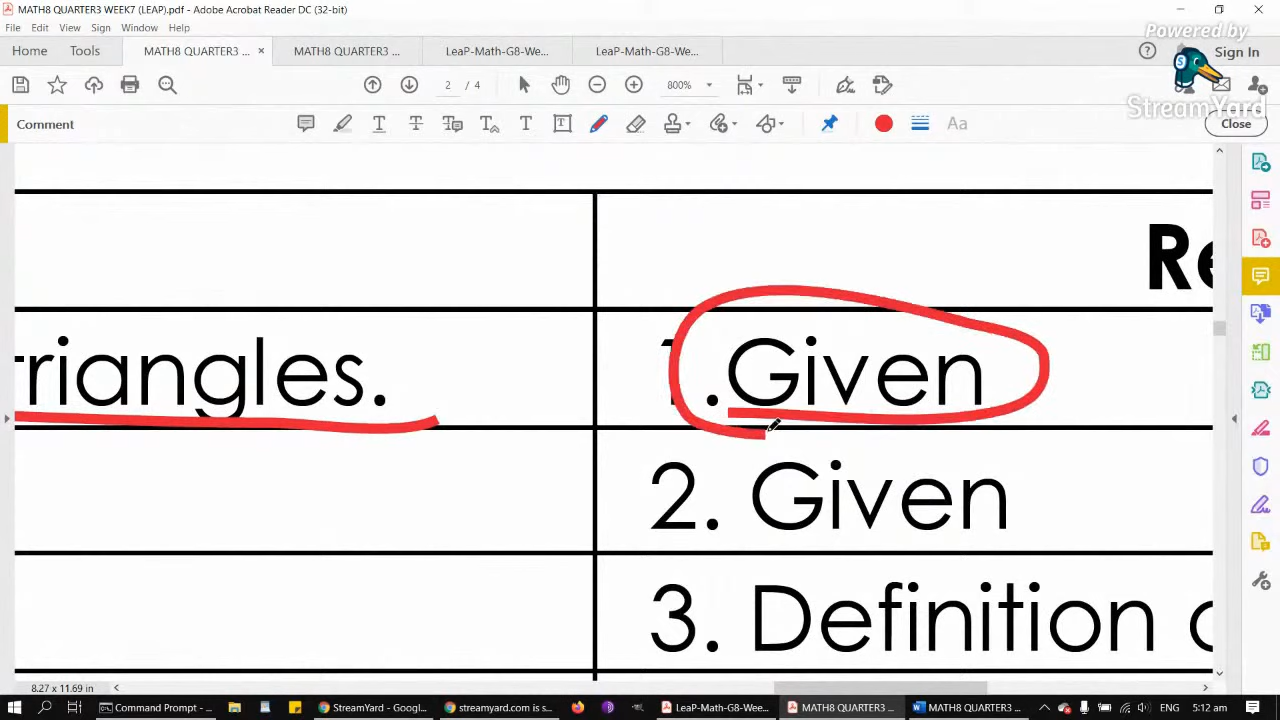 MATH8 QUARTER3 WEEK7 (LEAP).pdf - Adobe Acrobat Reader DC (32-bit)
File Edit View Sign Window Help
Powered by
Home Tools MATH8 QUARTER3 ... × MATH8 QUARTER3 ... LeaP-Math-G8-We... LeaP-Math-G8-We... Sign In
2 / 4 800%
StreamYard
Comment Aa Close
Re
riangles. 1. Given
2. Given
3. Definition
8.27 x 11.69 in
Command Prompt - StreamYard - Googl... streamyard.com is s... LeaP-Math-G8-We... MATH8 QUARTER3 ... MATH8 QUARTER3 ... ENG 5:12 am